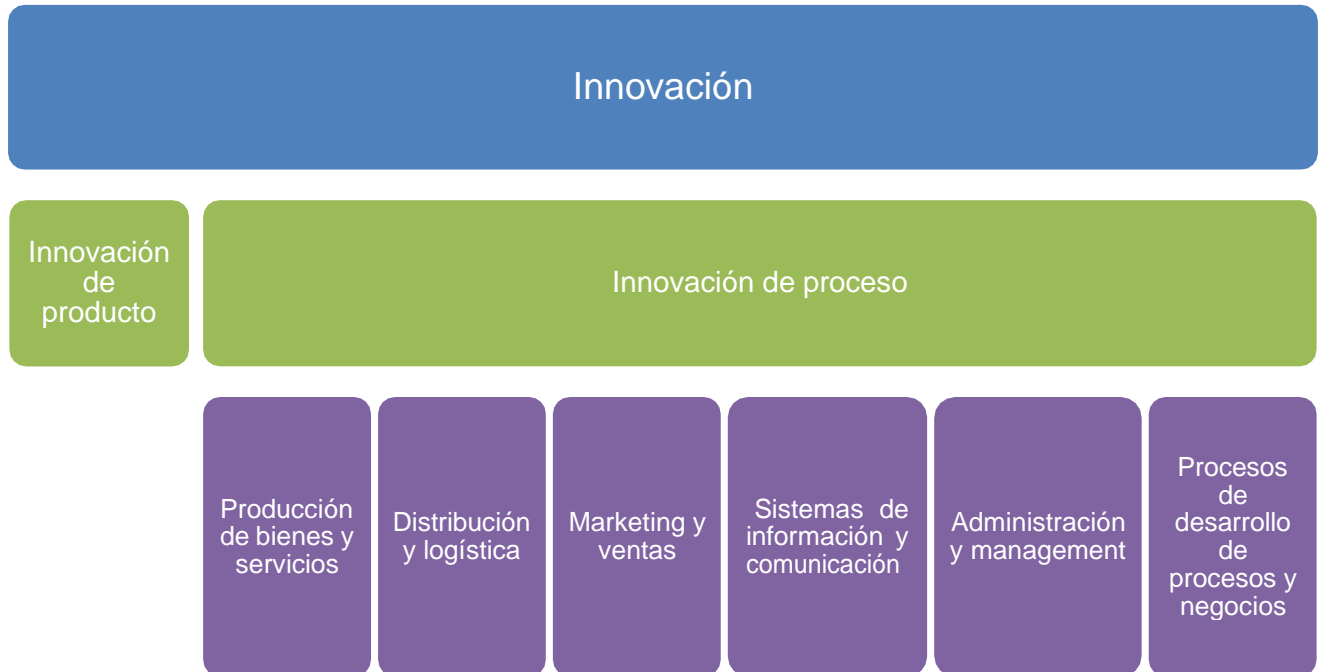 Innovación
Innovación
de
producto
Innovación de proceso
Producción
de bienes y
servicios
Distribución
y logística
Marketing y
ventas
Sistemas de
información y
comunicación
Administración
y management
Procesos
de
desarrollo
de
procesos y
negocios